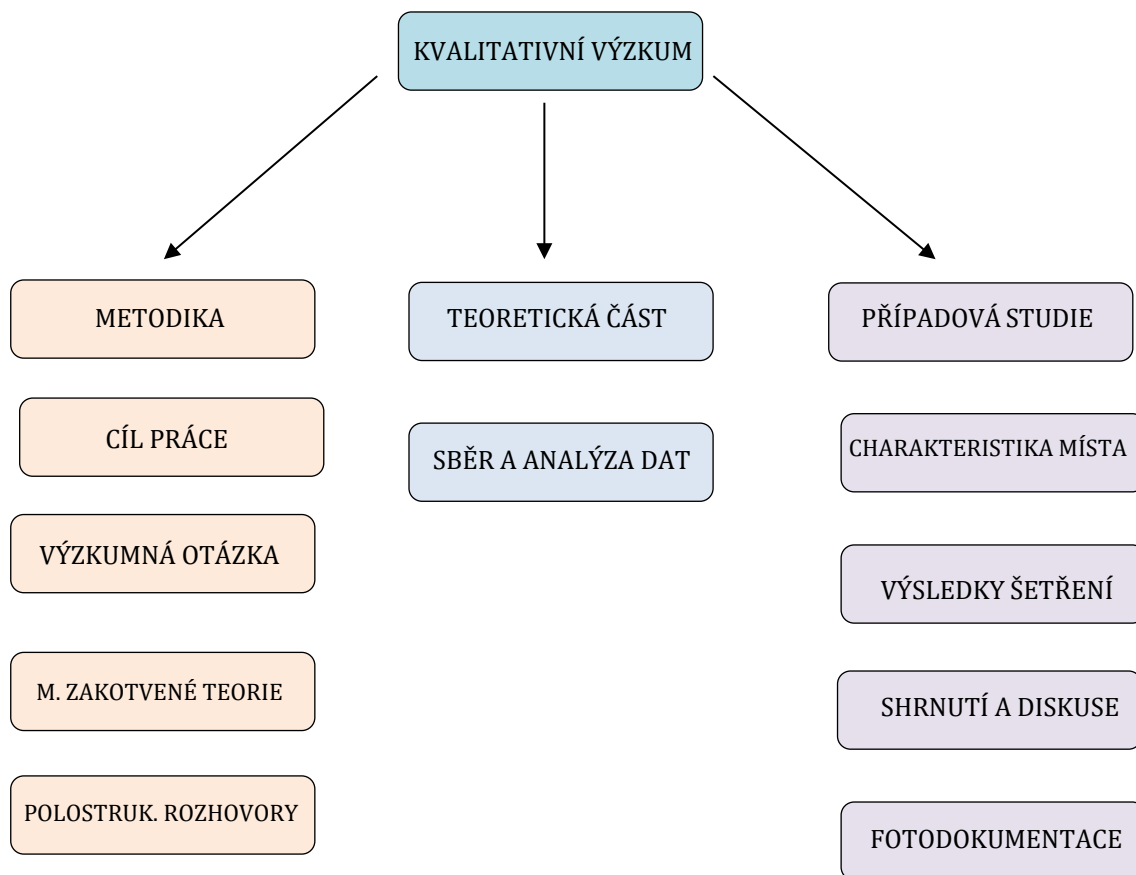 KVALITATIVNÍ VÝZKUM
METODIKA
CÍL PRÁCE
VÝZKUMNÁ OTÁZKA
M. ZAKOTVENÉ TEORIE
POLOSTRUK. ROZHOVORY
TEORETICKÁ ČÁST
SBĚR A ANALÝZA DAT
PŘÍPADOVÁ STUDIE
CHARAKTERISTIKA MÍSTA
VÝSLEDKY ŠETŘENÍ
SHRNUTÍ A DISKUSE
FOTODOKUMENTACE